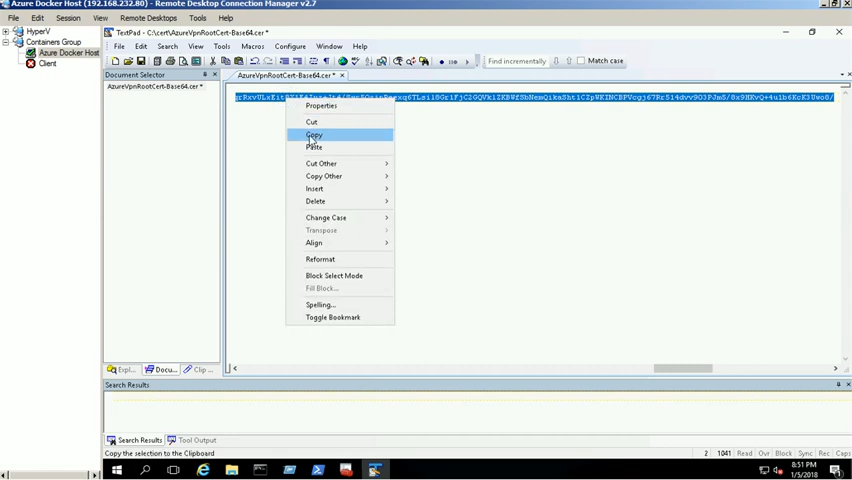 Azure Docker Host (192.168.232.80) - Remote Desktop Connection Manager v2.7
File Edit Session View Remote Desktops Tools Help
HyperV
Containers Group
Azure Docker Host
Client
TextPad - C:\cert\AzureVpnRootCert-Base64.cer *
File Edit Search View Tools Macros Configure Window Help
Find incrementally
Match case
Document Selector
AzureVpnRootCert-Base64.cer *
AzureVpnRootCert-Base64.cer *
Properties
Cut
Copy
Paste
Cut Other
Copy Other
Insert
Delete
Change Case
Transpose
Align
Reformat
Block Select Mode
Fill Block...
Spelling...
Toggle Bookmark
Expl...
Docu...
Clip ...
Search Results
Search Results
Tool Output
Copy the selection to the Clipboard
2 1041 Read Ovr Block Sync Rec Caps
8:51 PM
1/5/2018